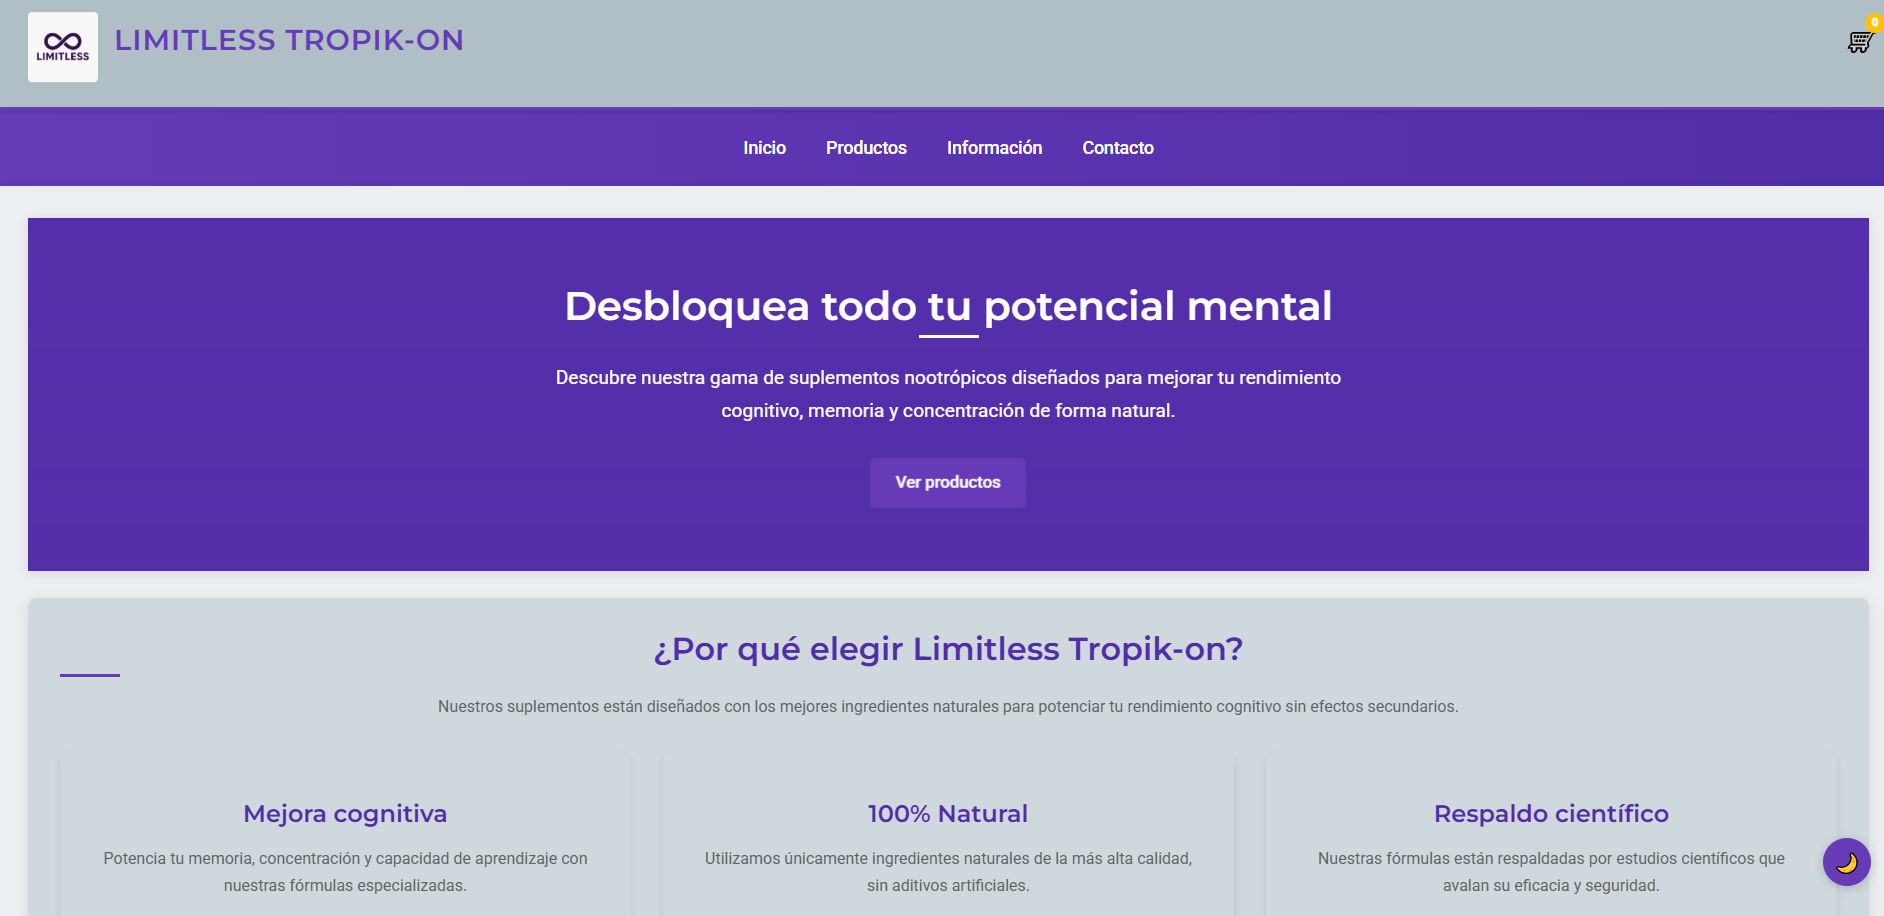 LIMITLESS
LIMITLESS TROPIK-ON
0
Inicio Productos Información Contacto
Desbloquea todo tu potencial mental
Descubre nuestra gama de suplementos nootrópicos diseñados para mejorar tu rendimiento
cognitivo, memoria y concentración de forma natural.
Ver productos
¿Por qué elegir Limitless Tropik-on?
Nuestros suplementos están diseñados con los mejores ingredientes naturales para potenciar tu rendimiento cognitivo sin efectos secundarios.
Mejora cognitiva
Potencia tu memoria, concentración y capacidad de aprendizaje con
nuestras fórmulas especializadas.
100% Natural
Utilizamos únicamente ingredientes naturales de la más alta calidad,
sin aditivos artificiales.
Respaldo científico
Nuestras fórmulas están respaldadas por estudios científicos que
avalan su eficacia y seguridad.